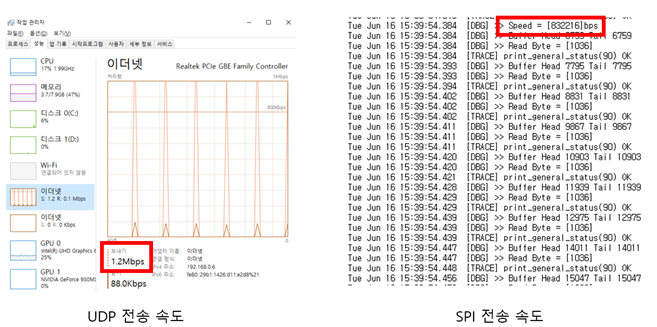 작업 관리자
파일(F) 옵션(O) 보기(V)
프로세스 성능 앱 기록 시작프로그램 사용자 세부 정보 서비스
CPU
17% 1.99GHz
메모리
3.7/7.9GB (47%)
디스크 0(C:)
6%
디스크 1(D:)
0%
Wi-Fi
연결되어 있지 않음
이더넷
S: 1.2 R: 0.1 Mbps
이더넷
S: 0 R: 0 Kbps
GPU 0
Intel(R) UHD Graphics 6
25%
GPU 1
NVIDIA GeForce 930M
0%
이더넷
Realtek PCIe GBE Family Controller
처리량
1Mbps
800Kbps
0
보내기
1.2Mbps
88.0Kbps
어댑터 이름: 이더넷
연결 형식: 이더넷
IPv4 주소: 192.168.0.6
IPv6 주소: fe80::29b1:1426:d11:e2d8%21
UDP 전송 속도
Tue Jun 16 15:39:54.384 [DBG] >> Speed = [832216]bps
Tue Jun 16 15:39:54.384 [DBG] >> Buffer Head 6759 Tail 6759
Tue Jun 16 15:39:54.384 [DBG] >> Read Byte = [1036]
Tue Jun 16 15:39:54.384 [TRACE] print_general_status(90) OK
Tue Jun 16 15:39:54.393 [DBG] >> Buffer Head 7795 Tail 7795
Tue Jun 16 15:39:54.393 [DBG] >> Read Byte = [1036]
Tue Jun 16 15:39:54.394 [TRACE] print_general_status(90) OK
Tue Jun 16 15:39:54.402 [DBG] >> Buffer Head 8831 Tail 8831
Tue Jun 16 15:39:54.402 [DBG] >> Read Byte = [1036]
Tue Jun 16 15:39:54.402 [TRACE] print_general_status(90) OK
Tue Jun 16 15:39:54.411 [DBG] >> Buffer Head 9867 Tail 9867
Tue Jun 16 15:39:54.411 [DBG] >> Read Byte = [1036]
Tue Jun 16 15:39:54.411 [TRACE] print_general_status(90) OK
Tue Jun 16 15:39:54.420 [DBG] >> Buffer Head 10903 Tail 10903
Tue Jun 16 15:39:54.420 [DBG] >> Read Byte = [1036]
Tue Jun 16 15:39:54.421 [TRACE] print_general_status(90) OK
Tue Jun 16 15:39:54.428 [DBG] >> Buffer Head 11939 Tail 11939
Tue Jun 16 15:39:54.429 [DBG] >> Read Byte = [1036]
Tue Jun 16 15:39:54.430 [TRACE] print_general_status(90) OK
Tue Jun 16 15:39:54.439 [DBG] >> Buffer Head 12975 Tail 12975
Tue Jun 16 15:39:54.439 [DBG] >> Read Byte = [1036]
Tue Jun 16 15:39:54.439 [TRACE] print_general_status(90) OK
Tue Jun 16 15:39:54.447 [DBG] >> Buffer Head 14011 Tail 14011
Tue Jun 16 15:39:54.447 [DBG] >> Read Byte = [1036]
Tue Jun 16 15:39:54.448 [TRACE] print_general_status(90) OK
Tue Jun 16 15:39:54.456 [DBG] >> Buffer Head 15047 Tail 15047
SPI 전송 속도